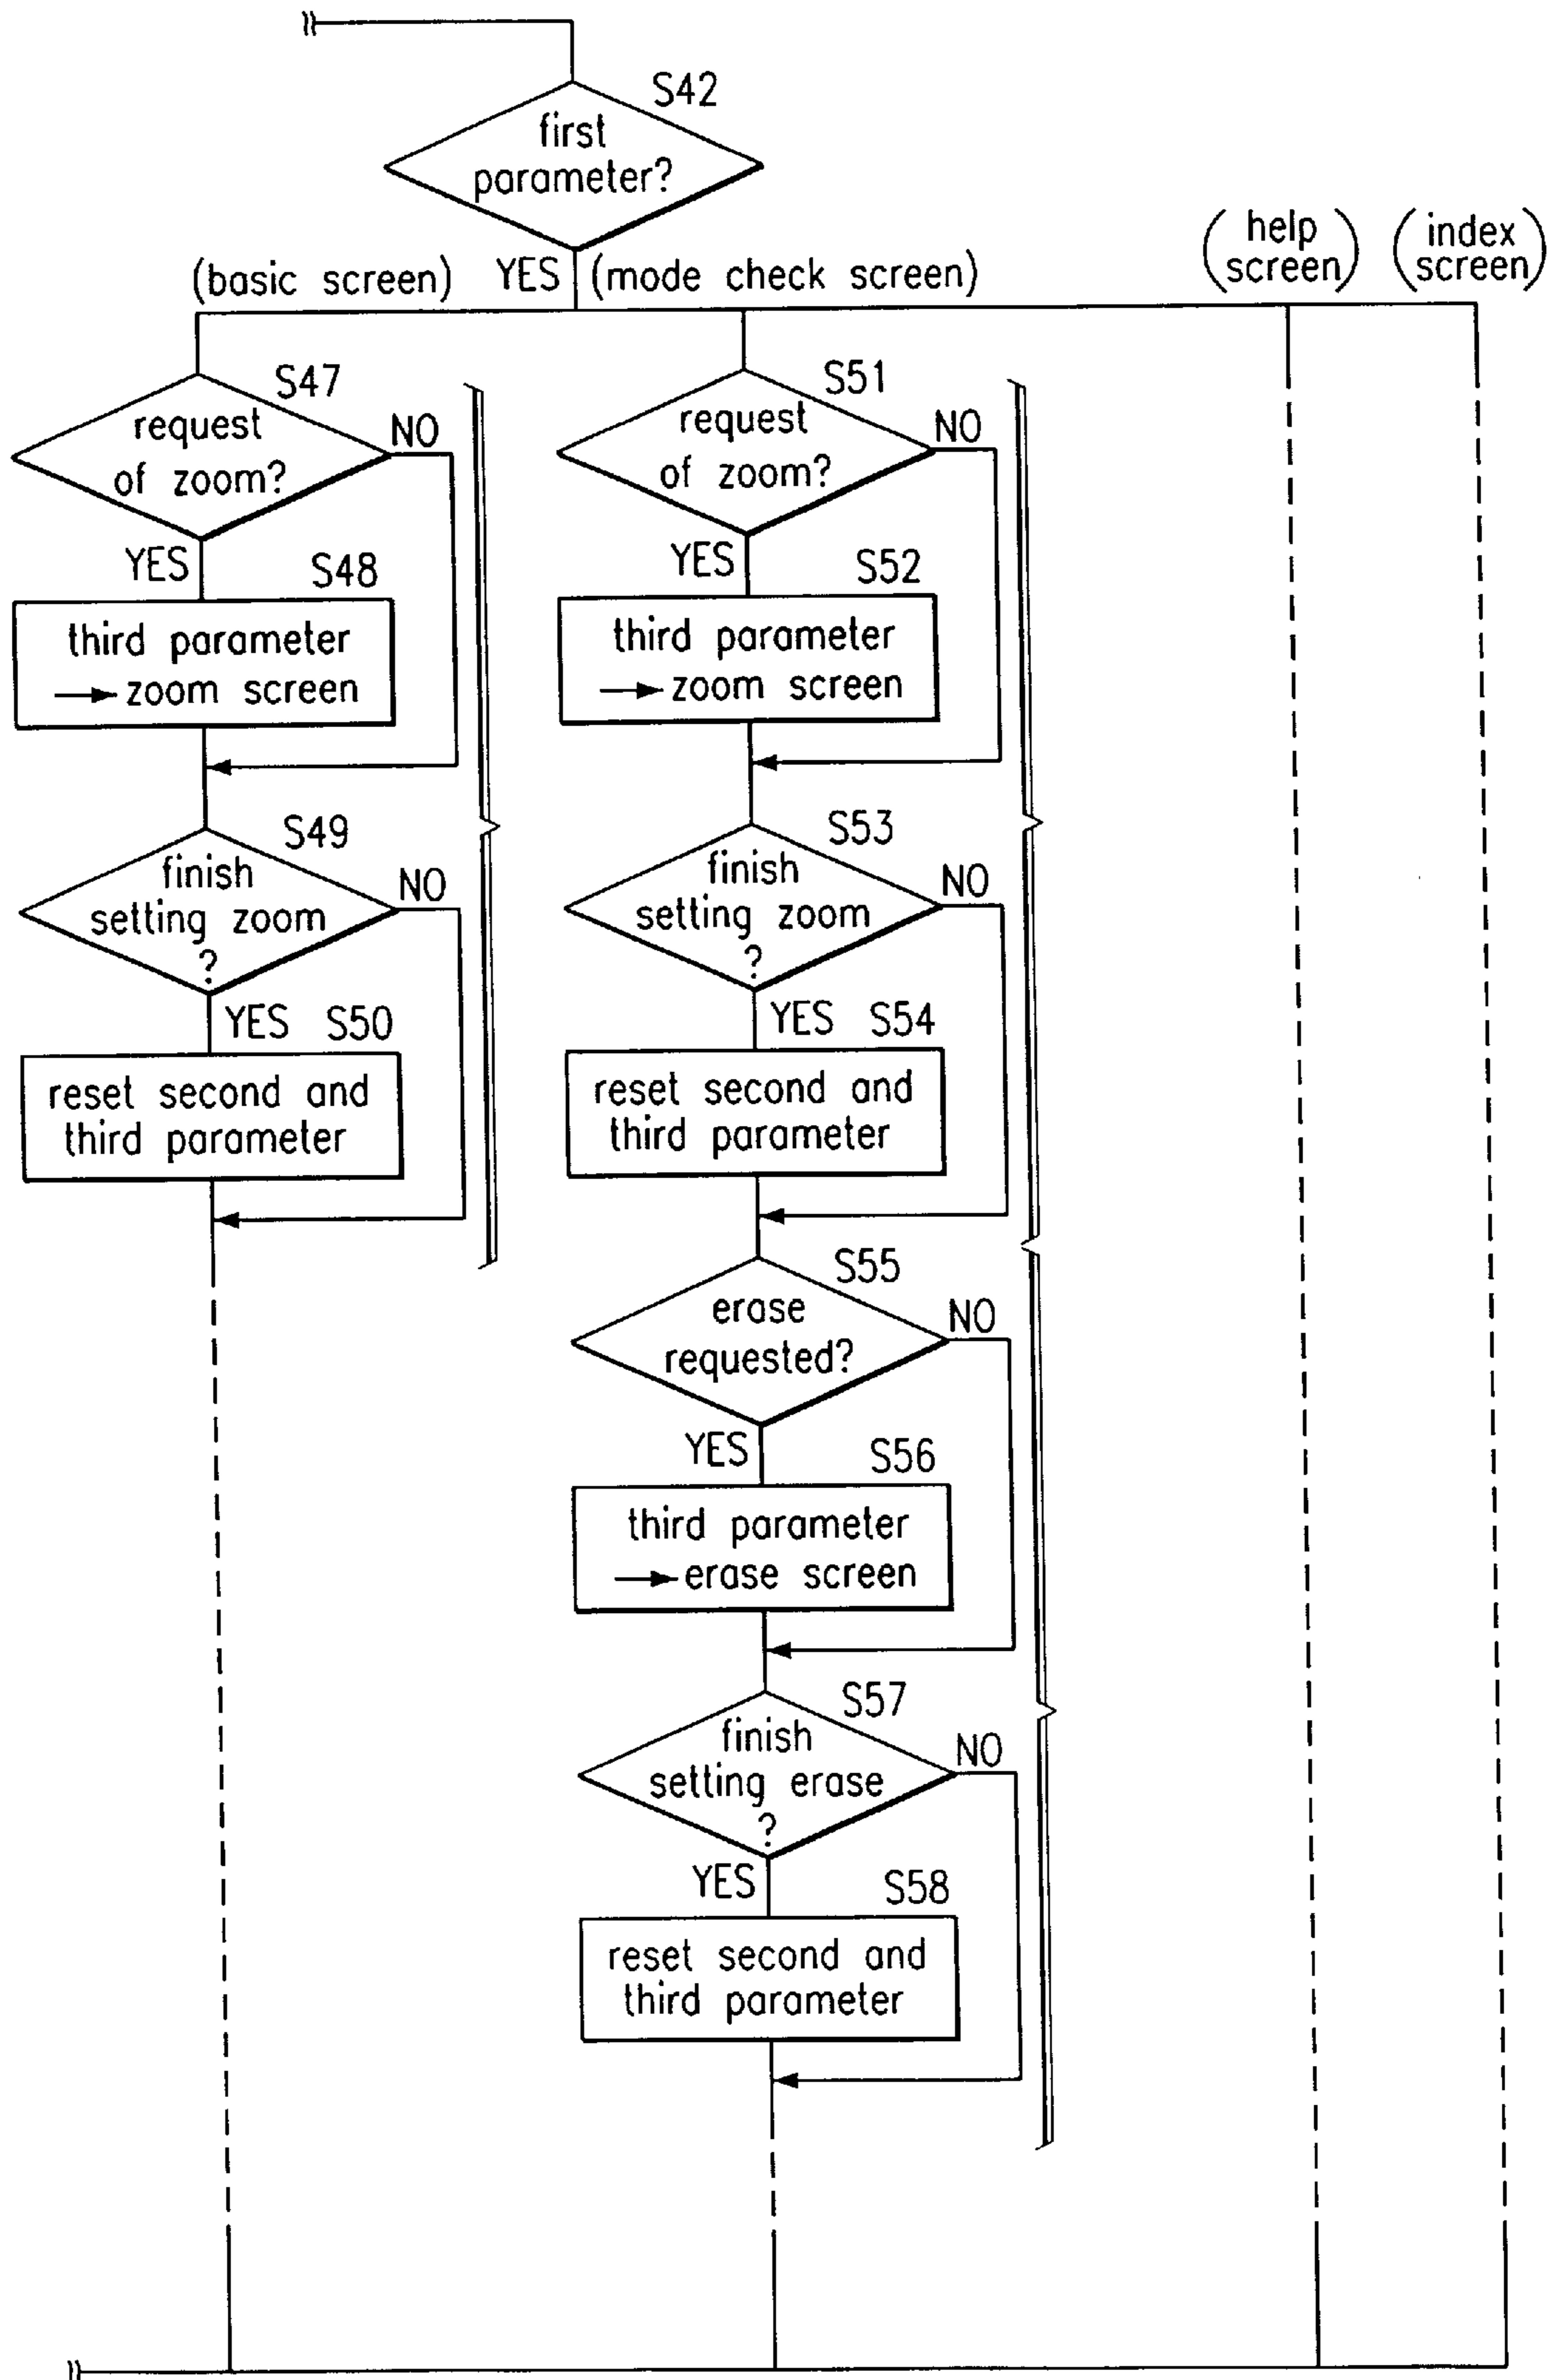 S42
first
parameter?
(basic screen) YES (mode check screen)
(help
screen)
(index
screen)
S47
request
of zoom?
NO
YES
S48
third parameter
→ zoom screen
S49
finish
setting zoom
?
NO
YES S50
reset second and
third parameter
S51
request
of zoom?
NO
YES
S52
third parameter
→ zoom screen
S53
finish
setting zoom
?
NO
YES S54
reset second and
third parameter
S55
erase
requested?
NO
YES
S56
third parameter
→ erase screen
S57
finish
setting erase
?
NO
YES
S58
reset second and
third parameter